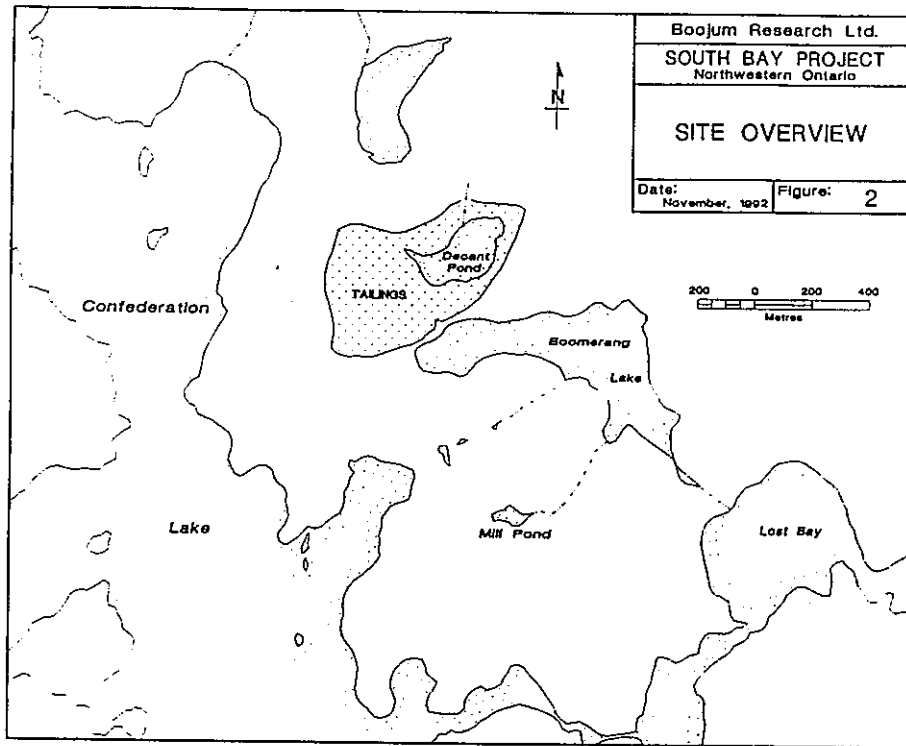 Boojum Research Ltd.
SOUTH BAY PROJECT
Northwestern Ontario
SITE OVERVIEW
Date:
November, 1992
Figure: 2
N
200 0 200 400
Metres
Decant
Pond
TAILINGS
Confederation
Boomerang
Lake
Lake
Mill Pond
Lost Bay